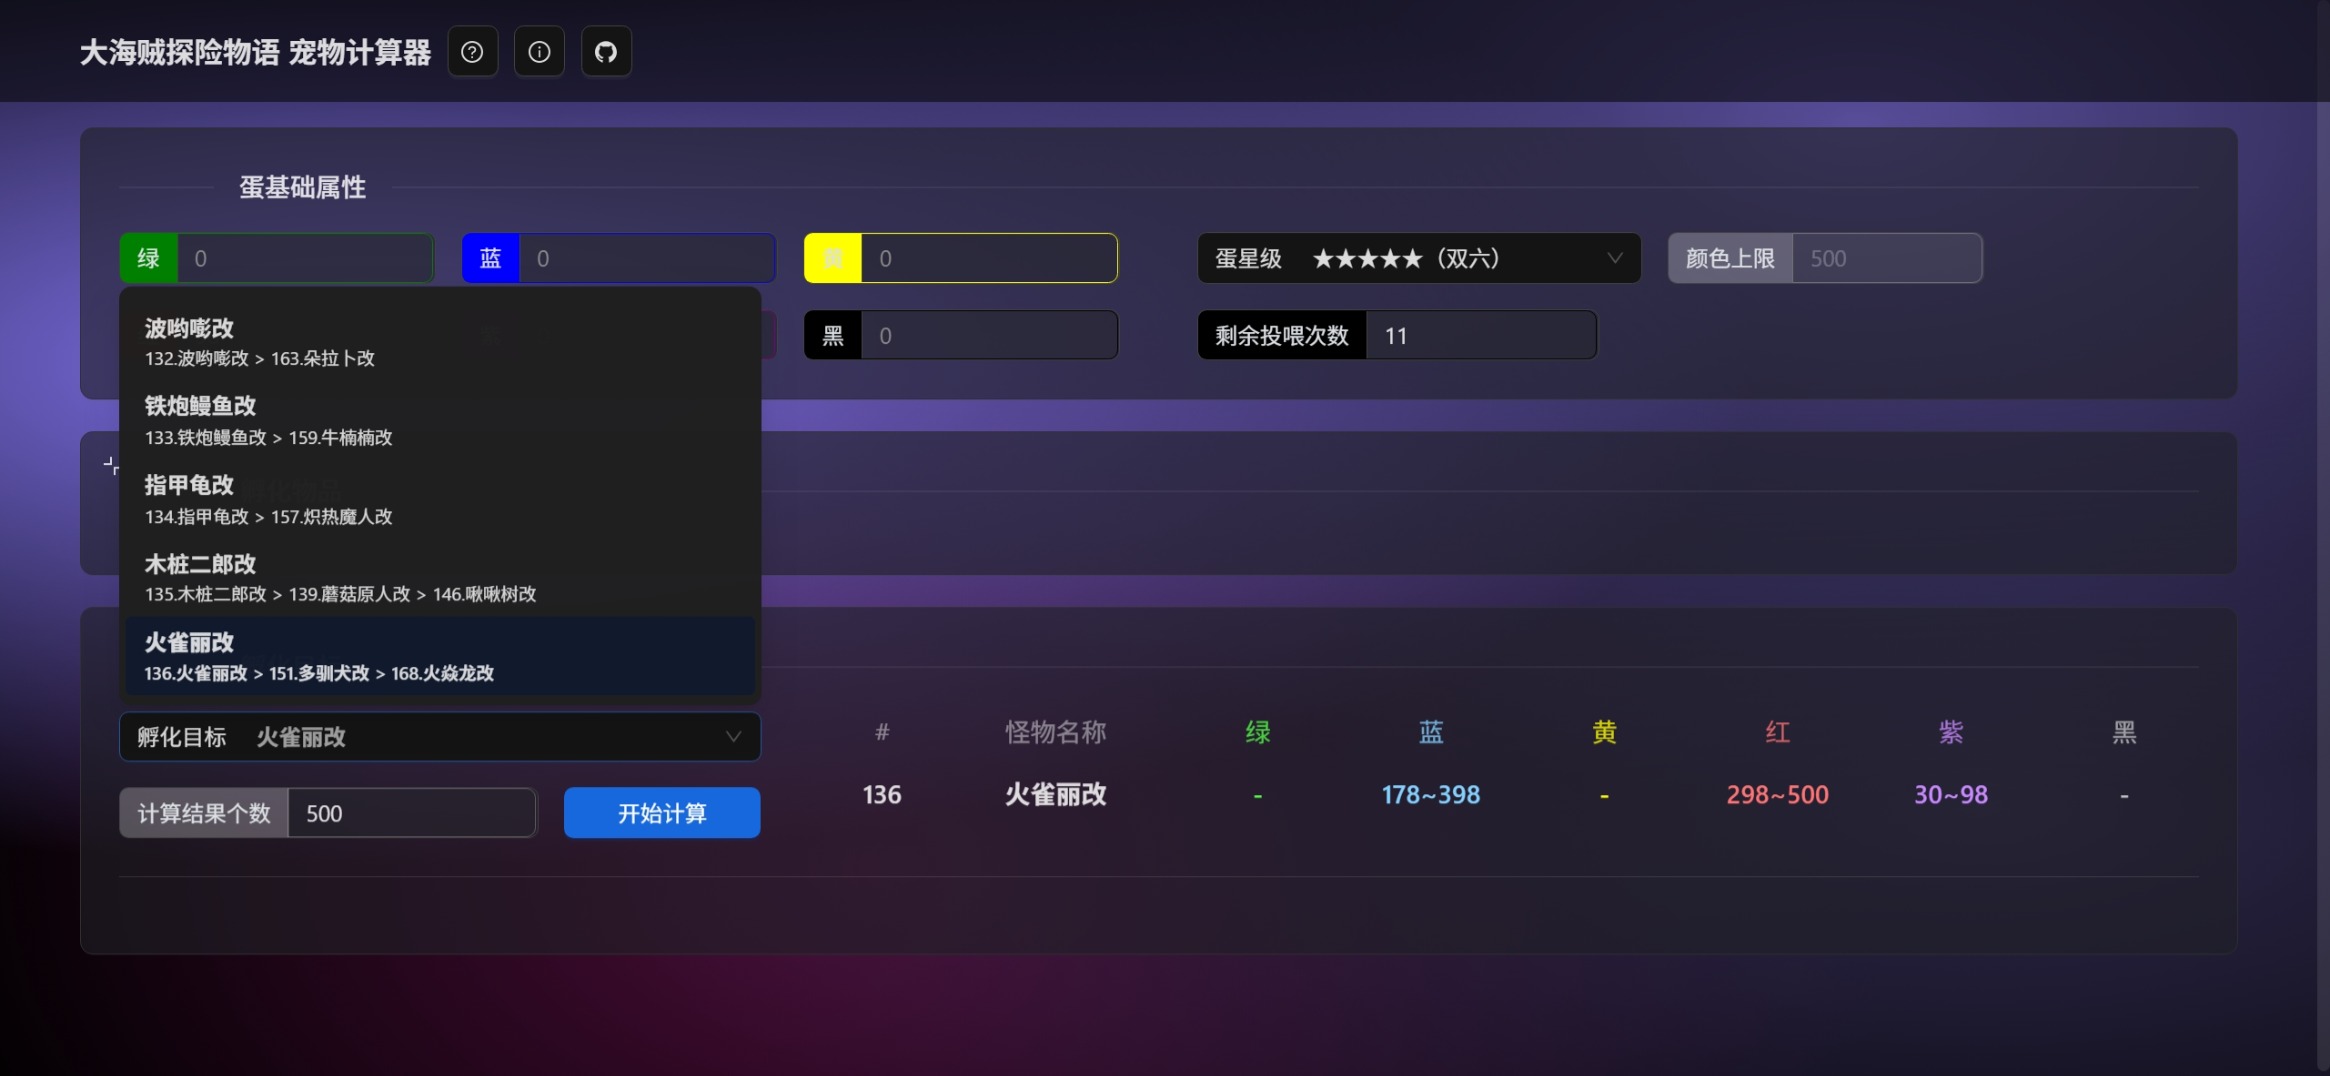 大海贼探险物语 宠物计算器
蛋基础属性
绿 0
蓝 0
黄 0
蛋星级 ★★★★★（双六）
颜色上限 500
黑 0
剩余投喂次数 11
波哟嘭改
132.波哟嘭改 > 163.朵拉卜改
铁炮鳗鱼改
133.铁炮鳗鱼改 > 159.牛楠楠改
指甲龟改
134.指甲龟改 > 157.炽热魔人改
木桩二郎改
135.木桩二郎改 > 139.蘑菇原人改 > 146.啾啾树改
火雀丽改
136.火雀丽改 > 151.多驯犬改 > 168.火焱龙改
孵化目标 火雀丽改
计算结果个数 500
开始计算
# 怪物名称 绿 蓝 黄 红 紫 黑
136 火雀丽改 - 178~398 - 298~500 30~98 -